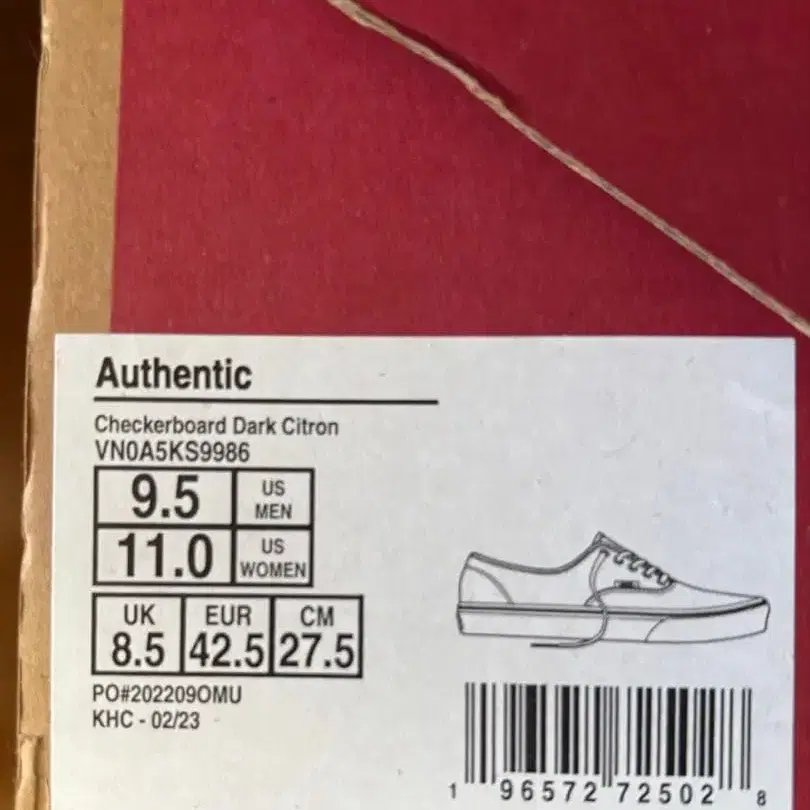 Authentic
Checkerboard Dark Citron
VN0A5KS9986
9.5 US MEN
11.0 US WOMEN
UK EUR CM
8.5 42.5 27.5
PO#202209OMU
KHC - 02/23
1 96572 72502 8